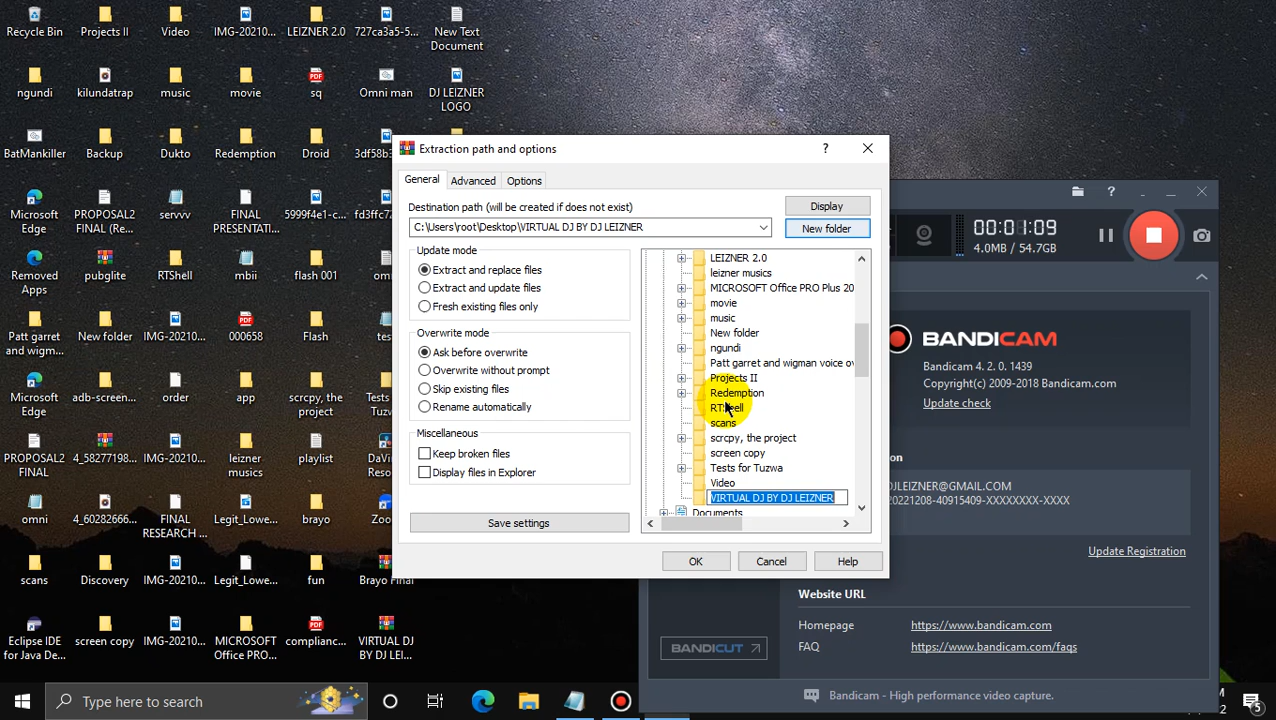 Recycle Bin
Projects II
Video
IMG-20210...
LEIZNER 2.0
727ca3a5-5...
New Text
Document
ngundi
kilundatrap
music
movie
sq
Omni man
DJ LEIZNER
LOGO
BatMankiller
Backup
Dukto
Redemption
Droid
3df58b3
Microsoft
Edge
PROPOSAL2
FINAL (Re...
servvv
FINAL
PRESENTATI...
5999f4e1-c...
fd3ffc72
Removed
Apps
pubglite
RTShell
mbii
flash 001
om
Patt garret
and wigm...
New folder
IMG-20210...
000658
Flash
tes
Microsoft
Edge
adb-screen...
order
app
scrcpy, the
project
Tests f
Tuzwa
PROPOSAL2
FINAL
4_58277198...
leizner
musics
playlist
DaVi
Reso
omni
4_60282666...
FINAL
RESEARCH ...
Legit_Lowe...
brayo
Zoo
scans
Discovery
IMG-20210...
Legit_Lowe...
fun
Brayo Final
Eclipse IDE
for Java De...
screen copy
IMG-20210...
MICROSOFT
Office PRO...
complianc...
VIRTUAL DJ
BY DJ LEI...
Extraction path and options
?
General
Advanced
Options
Destination path (will be created if does not exist)
Display
C:\Users\root\Desktop\VIRTUAL DJ BY DJ LEIZNER
New folder
Update mode
Extract and replace files
Extract and update files
Fresh existing files only
Overwrite mode
Ask before overwrite
Overwrite without prompt
Skip existing files
Rename automatically
Miscellaneous
Keep broken files
Display files in Explorer
Save settings
LEIZNER 2.0
leizner musics
MICROSOFT Office PRO Plus 20
movie
music
New folder
ngundi
Patt garret and wigman voice ov
Projects II
Redemption
scans
scrcpy, the project
screen copy
Tests for Tuzwa
Video
VIRTUAL DJ BY DJ LEIZNER
Documents
OK
Cancel
Help
?
00:01:09
4.0MB / 54.7GB
BANDICAM
Bandicam 4. 2. 0. 1439
Copyright(c) 2009-2018 Bandicam.com
Update check
on
DJLEIZNER@GMAIL.COM
20221208-40915409-XXXXXXXX-XXXX
Update Registration
Website URL
Homepage
https://www.bandicam.com
FAQ
https://www.bandicam.com/faqs
BANDICUT
Bandicam - High performance video capture.
Type here to search
5